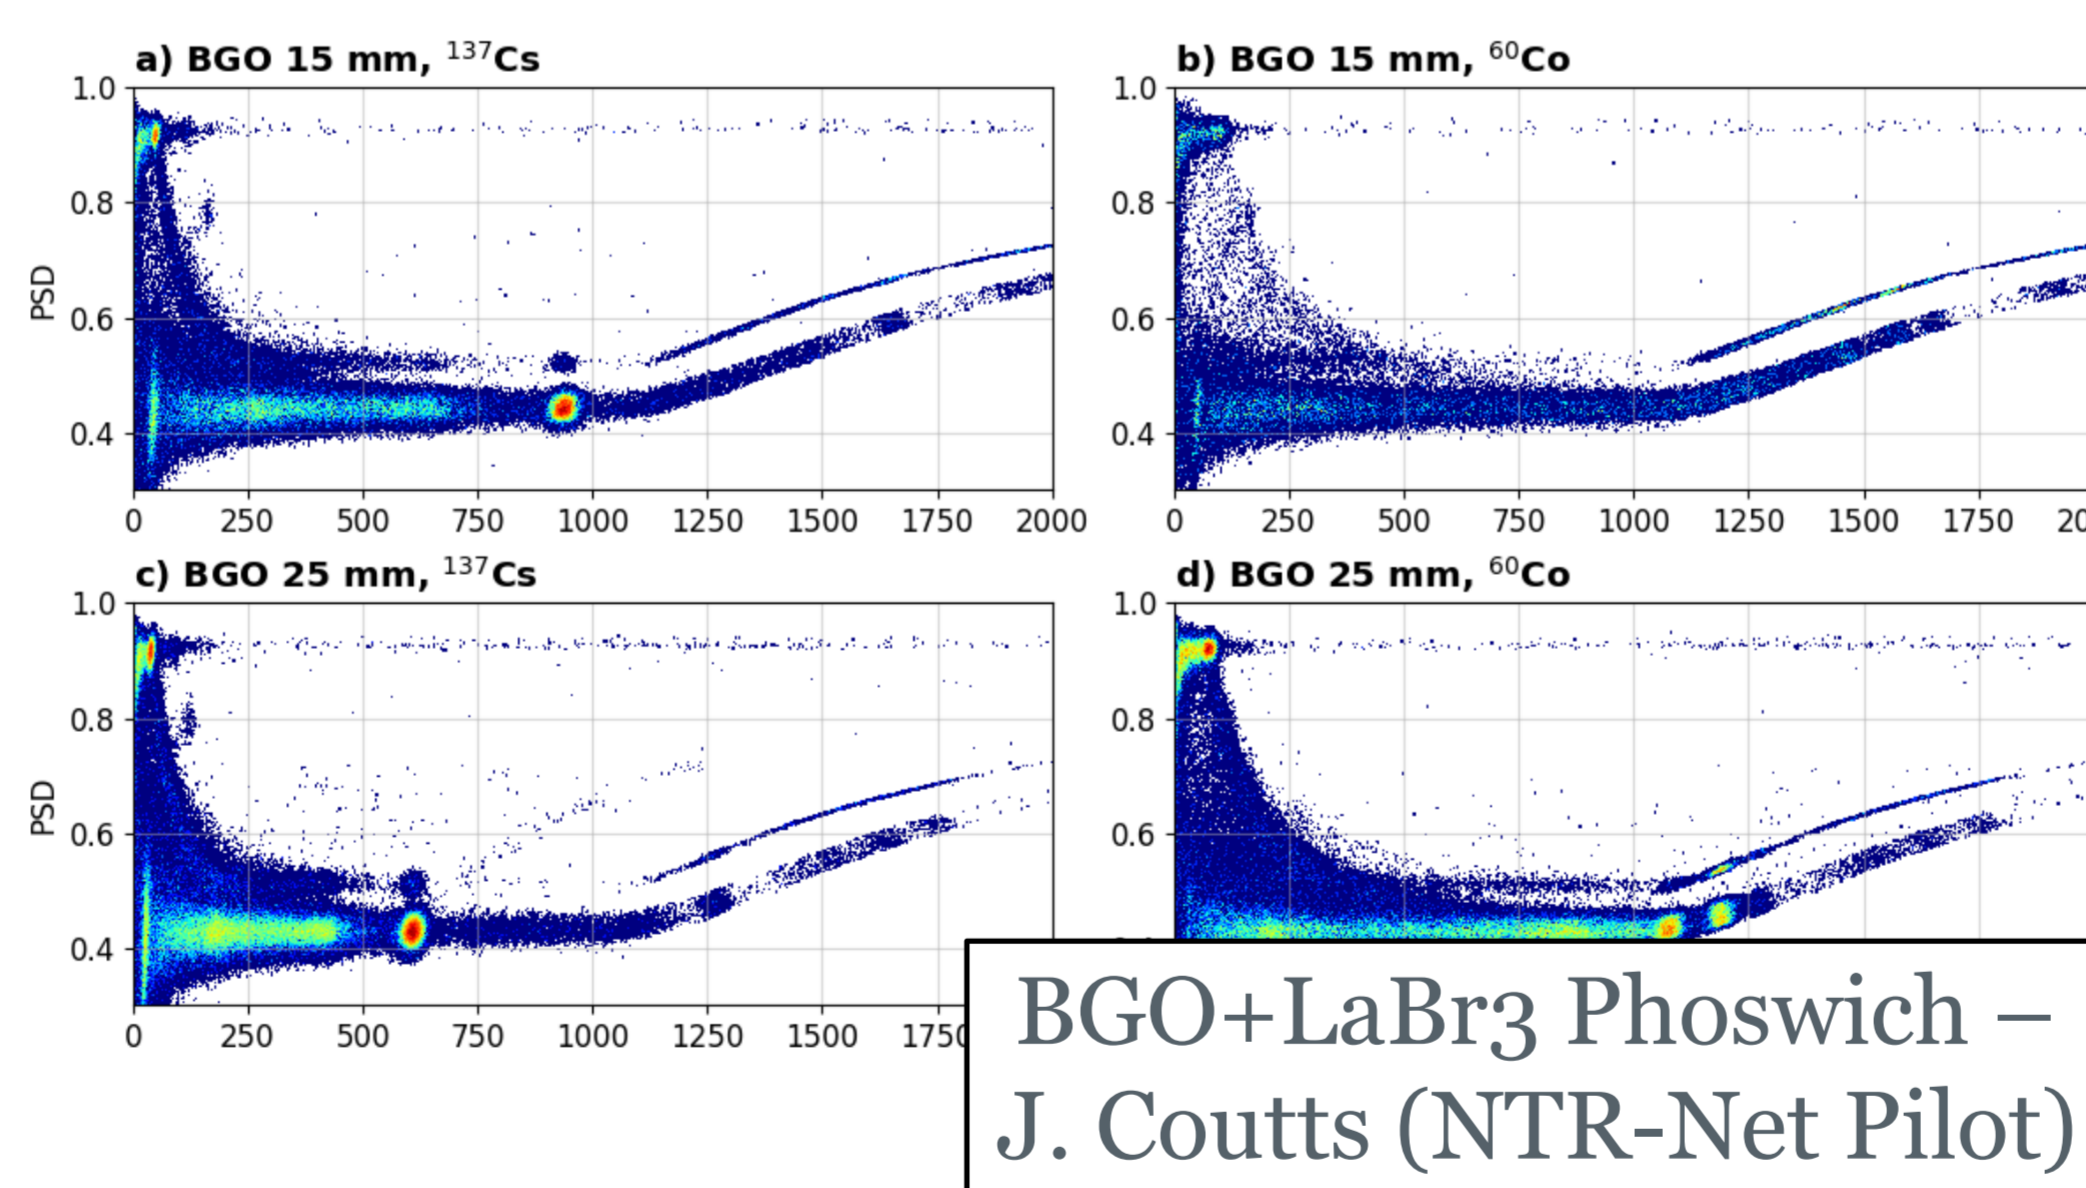 a) BGO 15 mm, ¹³⁷Cs
b) BGO 15 mm, ⁶⁰Co
1.0
0.8
0.6
0.4
PSD
0 250 500 750 1000 1250 1500 1750 2000
1.0
0.8
0.6
0.4
0 250 500 750 1000 1250 1500 1750 20
c) BGO 25 mm, ¹³⁷Cs
d) BGO 25 mm, ⁶⁰Co
1.0
0.8
0.6
0.4
PSD
0 250 500 750 1000 1250 1500 1750
1.0
0.8
0.6
BGO+LaBr3 Phoswich –
J. Coutts (NTR-Net Pilot)